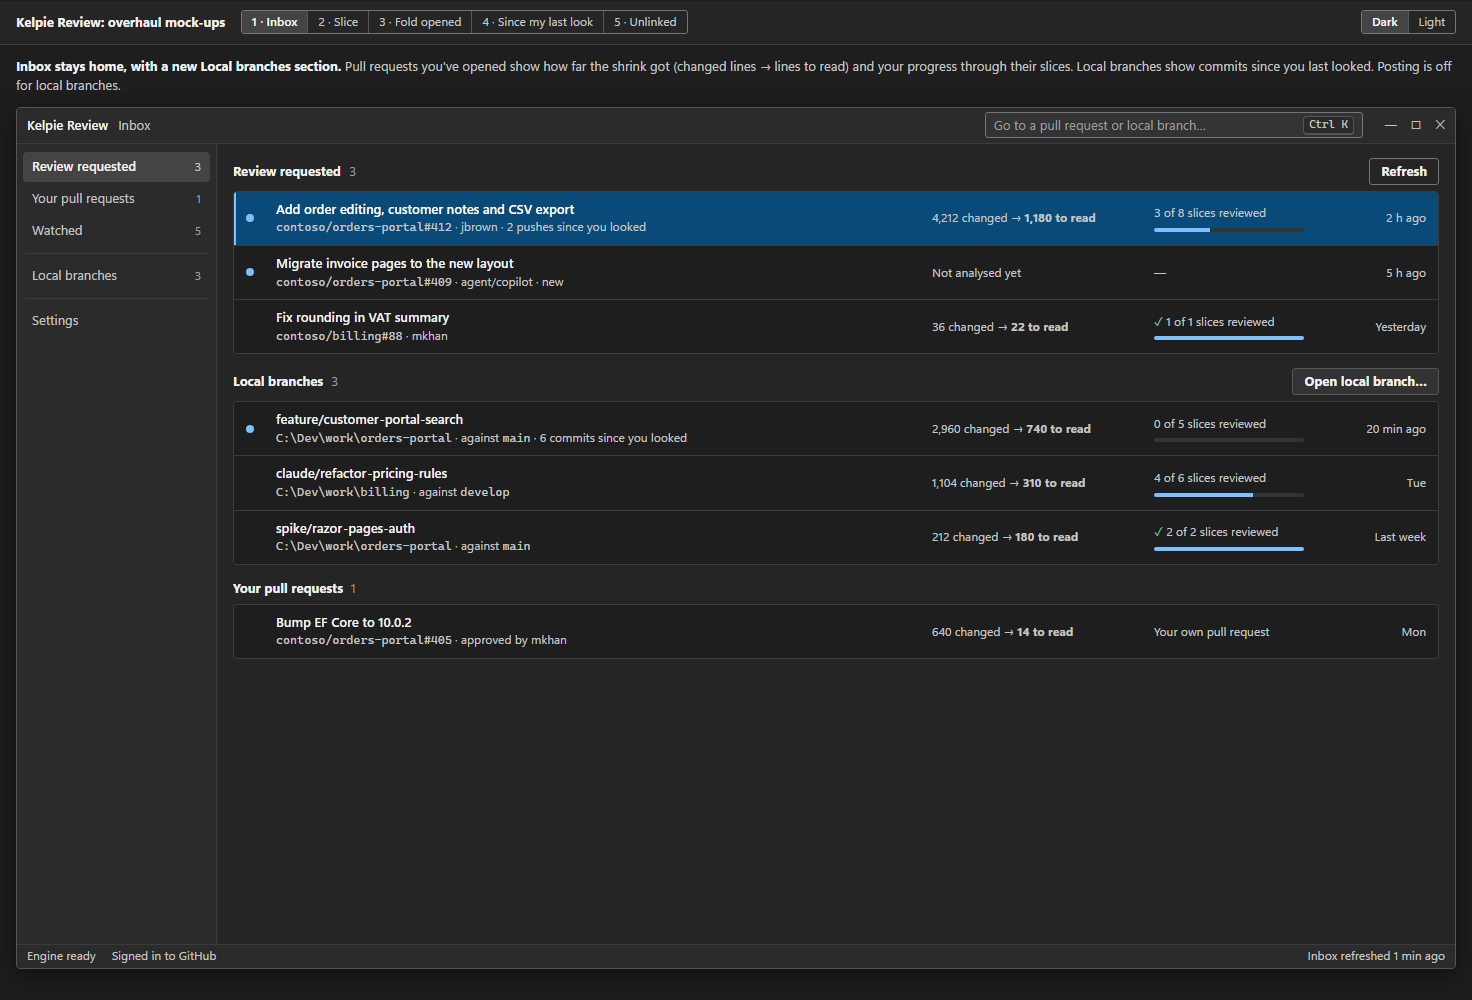 Kelpie Review: overhaul mock-ups
1 · Inbox
2 · Slice
3 · Fold opened
4 · Since my last look
5 · Unlinked
Dark
Light
Inbox stays home, with a new Local branches section. Pull requests you've opened show how far the shrink got (changed lines → lines to read) and your progress through their slices. Local branches show commits since you last looked. Posting is off
for local branches.
Kelpie Review Inbox
Go to a pull request or local branch...
Ctrl K
Review requested 3
Your pull requests 1
Watched 5
Local branches 3
Settings
Review requested 3
Refresh
Add order editing, customer notes and CSV export
contoso/orders-portal#412 · jbrown · 2 pushes since you looked
4,212 changed → 1,180 to read
3 of 8 slices reviewed
2 h ago
Migrate invoice pages to the new layout
contoso/orders-portal#409 · agent/copilot · new
Not analysed yet
—
5 h ago
Fix rounding in VAT summary
contoso/billing#88 · mkhan
36 changed → 22 to read
✓ 1 of 1 slices reviewed
Yesterday
Local branches 3
Open local branch...
feature/customer-portal-search
C:\Dev\work\orders-portal · against main · 6 commits since you looked
2,960 changed → 740 to read
0 of 5 slices reviewed
20 min ago
claude/refactor-pricing-rules
C:\Dev\work\billing · against develop
1,104 changed → 310 to read
4 of 6 slices reviewed
Tue
spike/razor-pages-auth
C:\Dev\work\orders-portal · against main
212 changed → 180 to read
✓ 2 of 2 slices reviewed
Last week
Your pull requests 1
Bump EF Core to 10.0.2
contoso/orders-portal#405 · approved by mkhan
640 changed → 14 to read
Your own pull request
Mon
Engine ready
Signed in to GitHub
Inbox refreshed 1 min ago